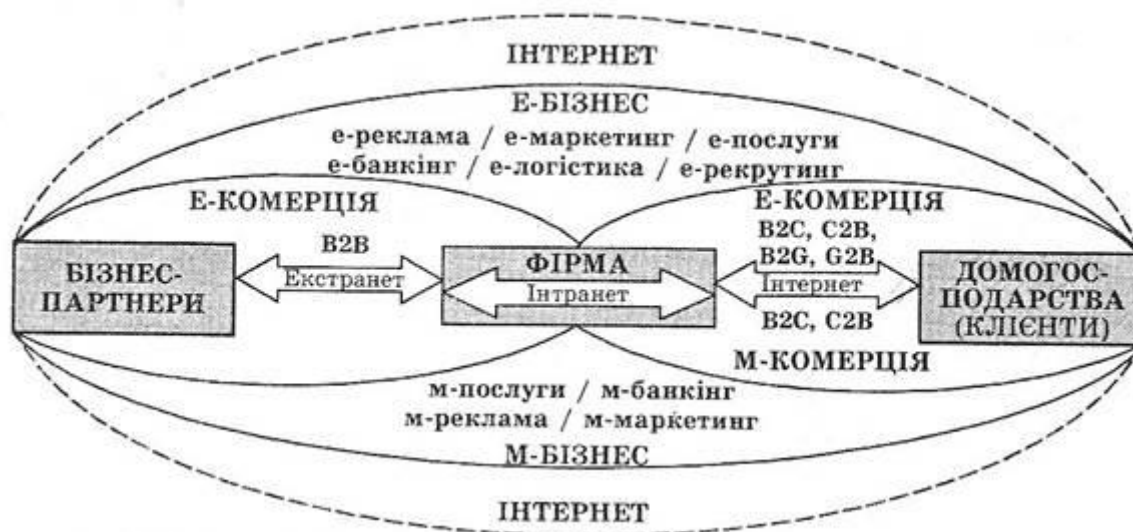 ІНТЕРНЕТ
Е-БІЗНЕС
е-реклама / е-маркетинг / е-послуги
е-банкінг / е-логістика / е-рекрутинг
Е-КОМЕРЦІЯ
Е-КОМЕРЦІЯ
B2B
B2C, C2B,
B2G, G2B
БІЗНЕС-
ПАРТНЕРИ
Екстранет
ФІРМА
Інтранет
Інтернет
ДОМОГОС-
ПОДАРСТВА
(КЛІЄНТИ)
B2C, C2B
М-КОМЕРЦІЯ
м-послуги / м-банкінг
м-реклама / м-маркетинг
М-БІЗНЕС
ІНТЕРНЕТ